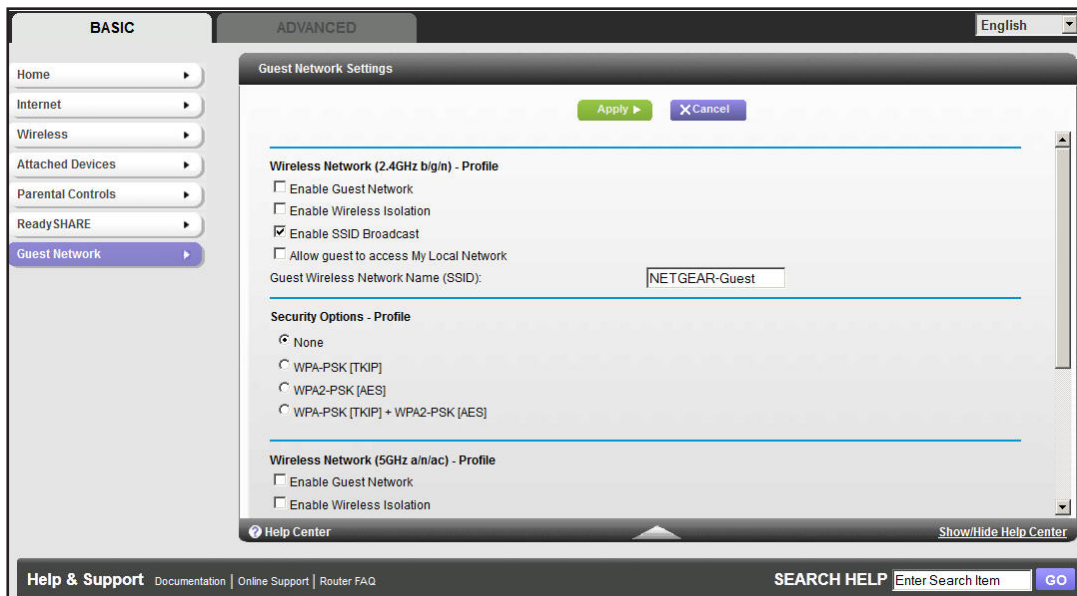 BASIC
ADVANCED
English
Home
Internet
Wireless
Attached Devices
Parental Controls
ReadySHARE
Guest Network
Guest Network Settings
Apply
Cancel
Wireless Network (2.4GHz b/g/n) - Profile
Enable Guest Network
Enable Wireless Isolation
Enable SSID Broadcast
Allow guest to access My Local Network
Guest Wireless Network Name (SSID): NETGEAR-Guest
Security Options - Profile
None
WPA-PSK [TKIP]
WPA2-PSK [AES]
WPA-PSK [TKIP] + WPA2-PSK [AES]
Wireless Network (5GHz a/n/ac) - Profile
Enable Guest Network
Enable Wireless Isolation
? Help Center
Show/Hide Help Center
Help & Support Documentation | Online Support | Router FAQ
SEARCH HELP Enter Search Item GO